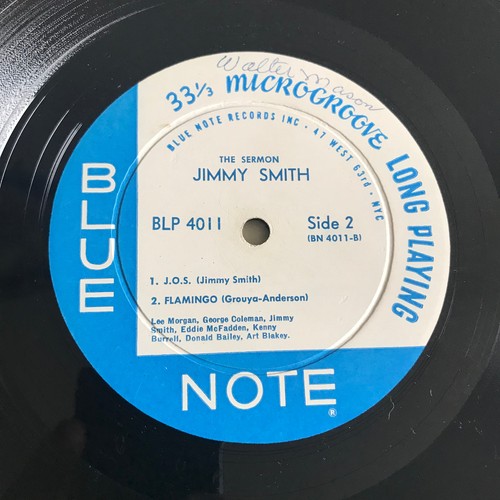 Walter Mason
33⅓ MICROGROOVE LONG PLAYING
BLUE NOTE RECORDS INC · 47 WEST 63rd · NYC
THE SERMON
JIMMY SMITH
BLP 4011 Side 2
(BN 4011-B)
1. J.O.S. (Jimmy Smith)
2. FLAMINGO (Grouya-Anderson)
Lee Morgan, George Coleman, Jimmy
Smith, Eddie McFadden, Kenny
Burrell, Donald Bailey, Art Blakey.
BLUE
NOTE®